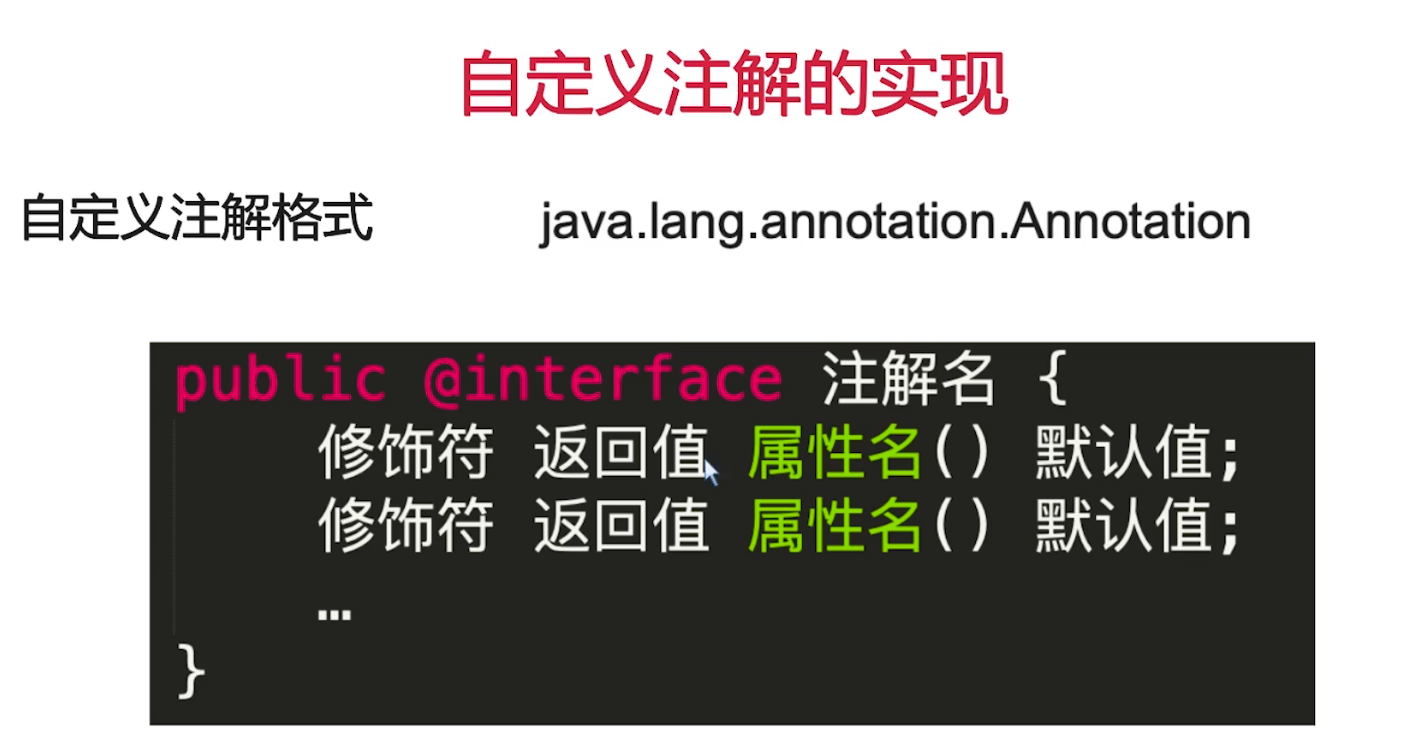 自定义注解的实现
自定义注解格式 java.lang.annotation.Annotation
public @interface 注解名 {
修饰符 返回值 属性名() 默认值;
修饰符 返回值 属性名() 默认值;
…
}